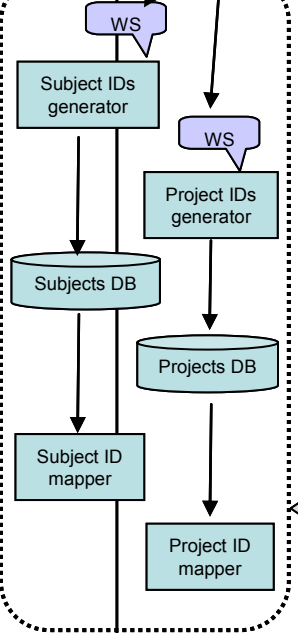 WS
Subject IDs
generator
WS
Project IDs
generator
Subjects DB
Projects DB
Subject ID
mapper
Project ID
mapper